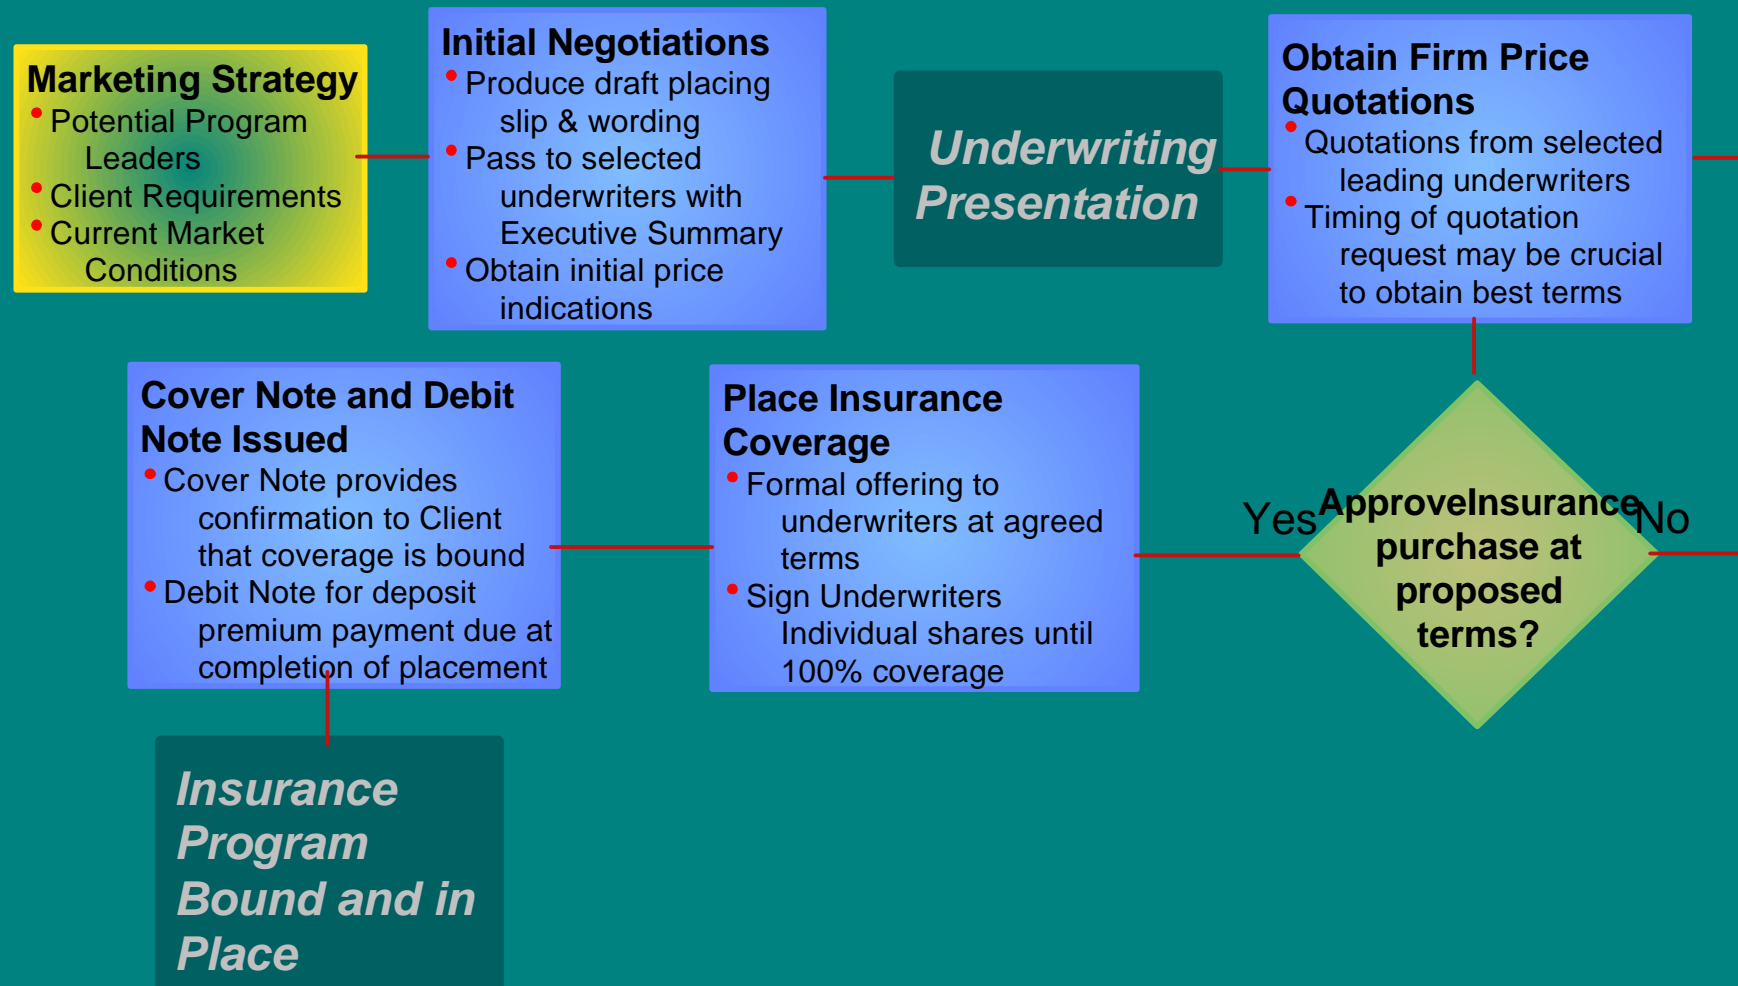 Marketing Strategy
• Potential Program
Leaders
• Client Requirements
• Current Market
Conditions
Initial Negotiations
• Produce draft placing
slip & wording
• Pass to selected
underwriters with
Executive Summary
• Obtain initial price
indications
Underwriting
Presentation
Obtain Firm Price
Quotations
• Quotations from selected
leading underwriters
• Timing of quotation
request may be crucial
to obtain best terms
Cover Note and Debit
Note Issued
• Cover Note provides
confirmation to Client
that coverage is bound
• Debit Note for deposit
premium payment due at
completion of placement
Place Insurance
Coverage
• Formal offering to
underwriters at agreed
terms
• Sign Underwriters
Individual shares until
100% coverage
Yes
ApproveInsurance
purchase at
proposed
terms?
No
Insurance
Program
Bound and in
Place